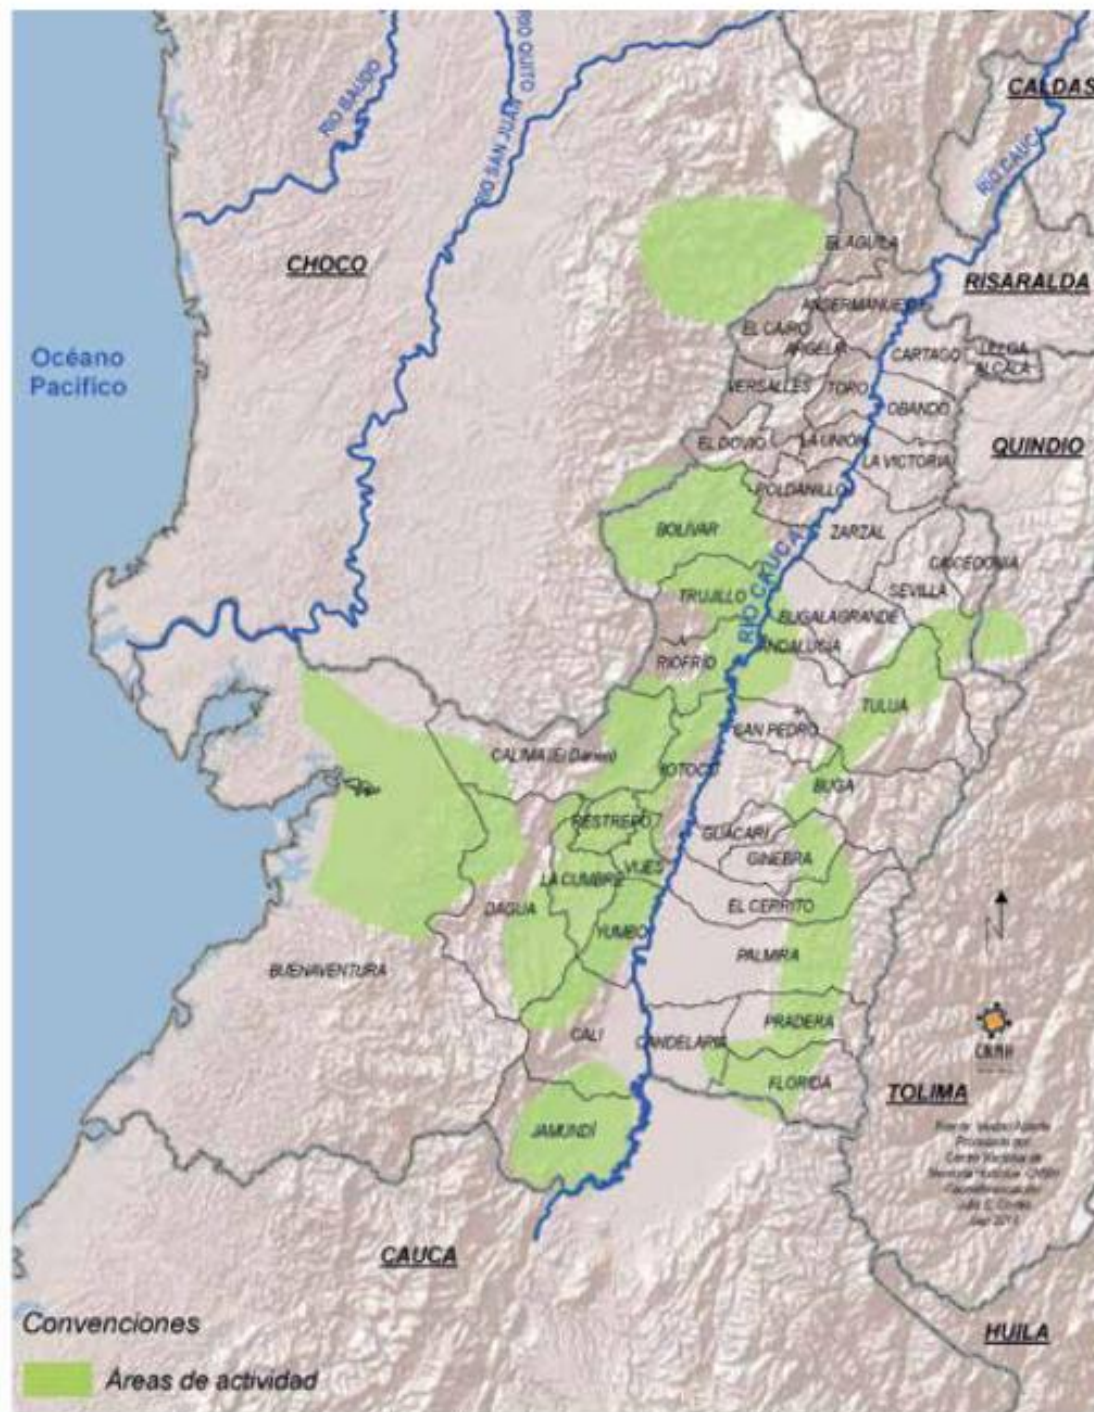 RIO QUITO
RIO BAUDO
CALDAS
RIO SAN JUAN
RIO CAUCA
CHOCO
EL AGUILA
RISARALDA
ANSERMANUEVO
EL CAIRO
ARGELIA
CARTAGO
ULLOA
ALCALA
Océano
Pacifico
VERSALLES
TORO
OBANDO
EL DOVIO
LA UNION
QUINDIO
LA VICTORIA
ROLDANILLO
BOLIVAR
ZARZAL
CAICEDONIA
RIO CAUCA
TRUJILLO
SEVILLA
BUGALAGRANDE
ANDALUCIA
RIOFRIO
TULUA
SAN PEDRO
CALIMA (El Darien)
YOTOCO
BUGA
RESTREPO
GUACARI
GINEBRA
VIJES
LA CUMBRE
DAGUA
EL CERRITO
YUMBO
PALMIRA
BUENAVENTURA
N
PRADERA
CALI
CANDELARIA
CNMH
FLORIDA
TOLIMA
JAMUNDÍ
CAUCA
HUILA
Convenciones
Áreas de actividad